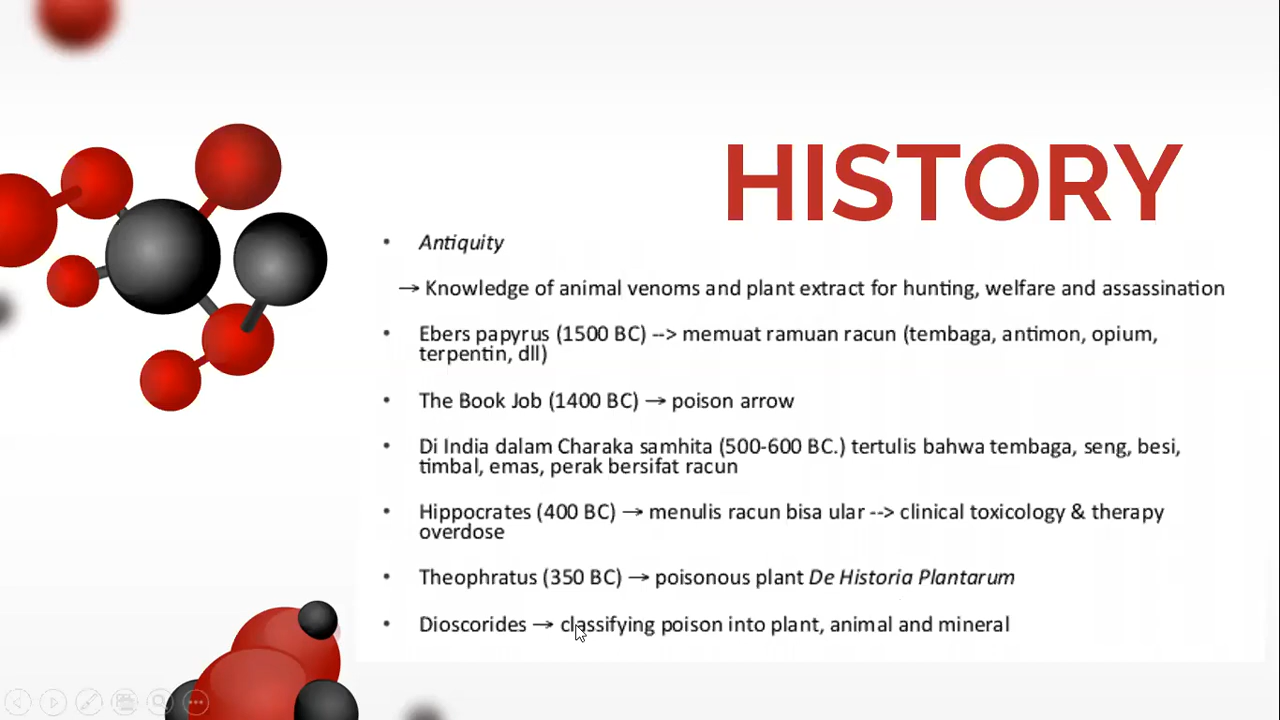 HISTORY
• Antiquity
→ Knowledge of animal venoms and plant extract for hunting, welfare and assassination
• Ebers papyrus (1500 BC) --> memuat ramuan racun (tembaga, antimon, opium,
terpentin, dll)
• The Book Job (1400 BC) → poison arrow
• Di India dalam Charaka samhita (500-600 BC.) tertulis bahwa tembaga, seng, besi,
timbal, emas, perak bersifat racun
• Hippocrates (400 BC) → menulis racun bisa ular --> clinical toxicology & therapy
overdose
• Theophratus (350 BC) → poisonous plant De Historia Plantarum
• Dioscorides → classifying poison into plant, animal and mineral